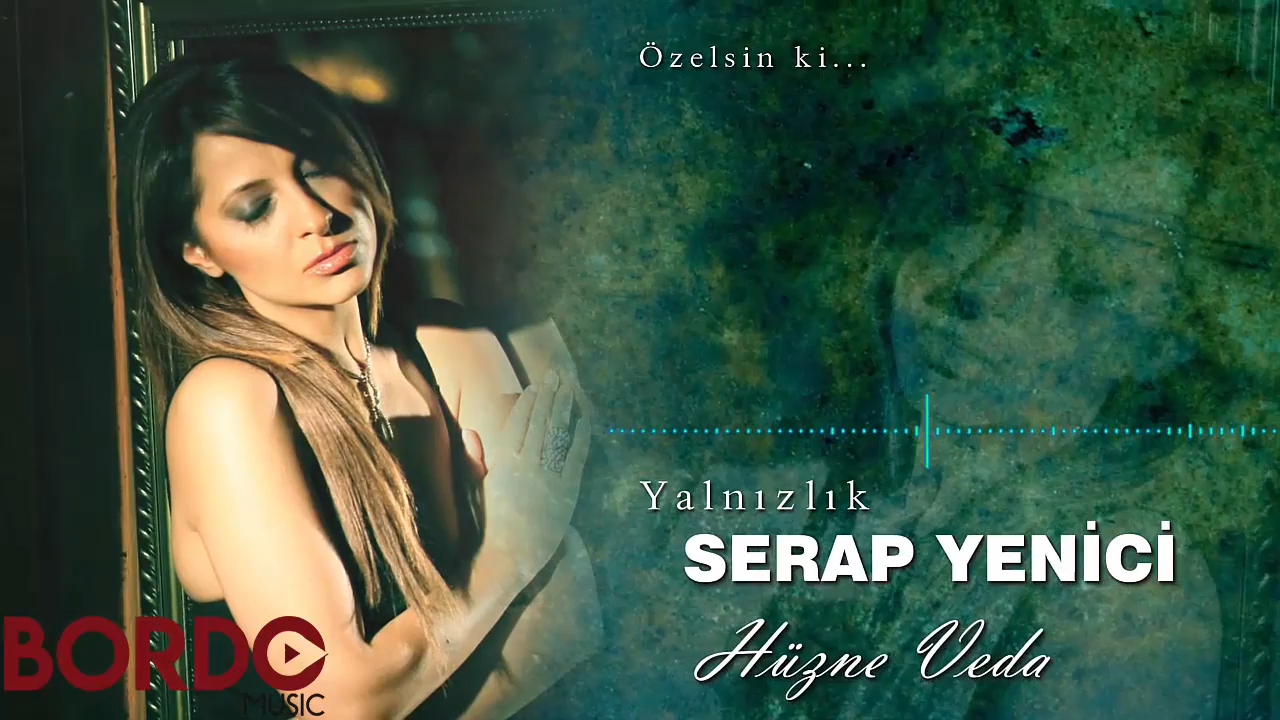 Özelsin ki...
Yalnızlık
SERAP YENİCİ
Hüzne Veda
BORDO
MUSIC